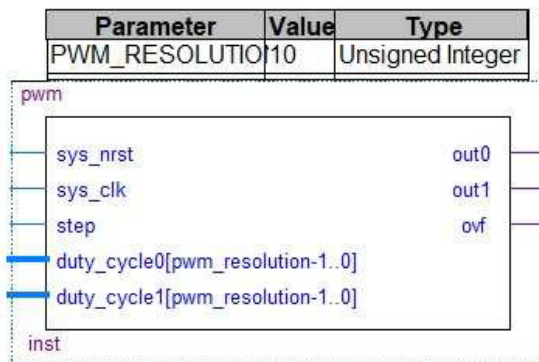 Parameter Value Type
PWM_RESOLUTIO 10 Unsigned Integer
pwm
sys_nrst out0
sys_clk out1
step ovf
duty_cycle0[pwm_resolution-1..0]
duty_cycle1[pwm_resolution-1..0]
inst